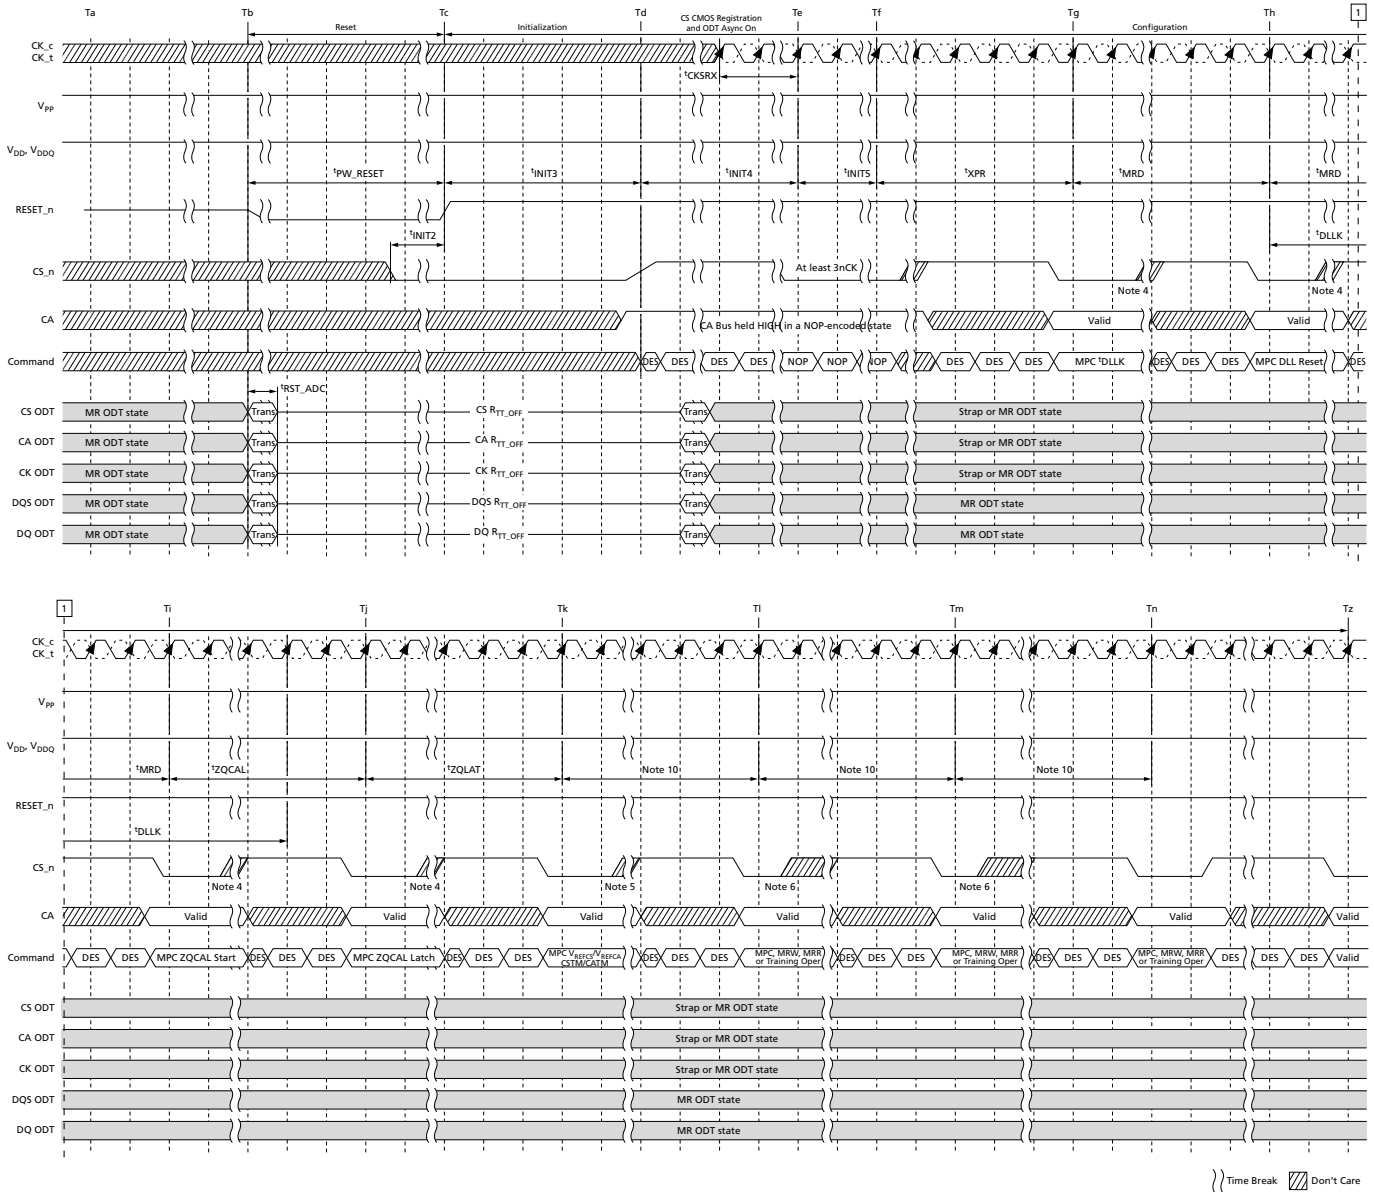 Ta Tb Tc Td Te Tf Tg Th 1
Reset Initialization CS CMOS Registration and ODT Async On Configuration
CK_c
CK_t
tCKSRX
VPP
VDD, VDDQ
tPW_RESET tINIT3 tINIT4 tINIT5 tXPR tMRD tMRD
RESET_n
tINIT2 tDLLK
CS_n At least 3nCK
Note 4 Note 4
CA CA Bus held HIGH in a NOP-encoded state Valid Valid
Command DES DES DES DES NOP NOP NOP DES DES DES MPC tDLLK DES DES DES MPC DLL Reset DES
tRST_ADC
CS ODT MR ODT state Trans CS RTT_OFF Trans Strap or MR ODT state
CA ODT MR ODT state Trans CA RTT_OFF Trans Strap or MR ODT state
CK ODT MR ODT state Trans CK RTT_OFF Trans Strap or MR ODT state
DQS ODT MR ODT state Trans DQS RTT_OFF Trans MR ODT state
DQ ODT MR ODT state Trans DQ RTT_OFF Trans MR ODT state
1 Ti Tj Tk Tl Tm Tn Tz
CK_c
CK_t
VPP
VDD, VDDQ
tMRD tZQCAL tZQLAT Note 10 Note 10 Note 10
RESET_n
tDLLK
CS_n
Note 4 Note 4 Note 5 Note 6 Note 6
CA Valid Valid Valid Valid Valid Valid Valid
Command DES DES MPC ZQCAL Start DES DES DES MPC ZQCAL Latch DES DES DES MPC VREFCS/VREFCA CSTM/CATM DES DES DES MPC, MRW, MRR or Training Oper DES DES DES MPC, MRW, MRR or Training Oper DES DES DES MPC, MRW, MRR or Training Oper DES DES DES Valid
CS ODT Strap or MR ODT state
CA ODT Strap or MR ODT state
CK ODT Strap or MR ODT state
DQS ODT MR ODT state
DQ ODT MR ODT state
Time Break Don't Care